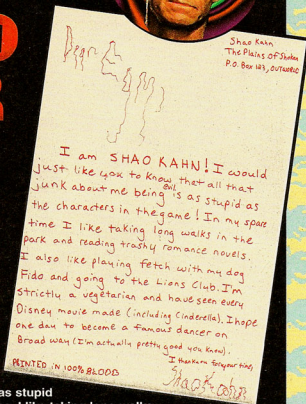 Shao Kahn
The Plains of Shokan
P.O. Box 123, OUTWORLD
Dear EGM,
I am SHAO KAHN! I would
just like you to know that all that
junk about me being evil is as stupid as
the characters in the game! In my spare
time I like taking long walks in the
park and reading trashy romance novels.
I also like playing fetch with my dog
Fido and going to the Lions Club. I'm
strictly a vegetarian and have seen every
Disney movie made (including Cinderella). I hope
one day to become a famous dancer on
Broad way (I'm actually pretty good you know).
I thank you for your time,
Shao Kahn
PRINTED IN 100% BLOOD
as stupid